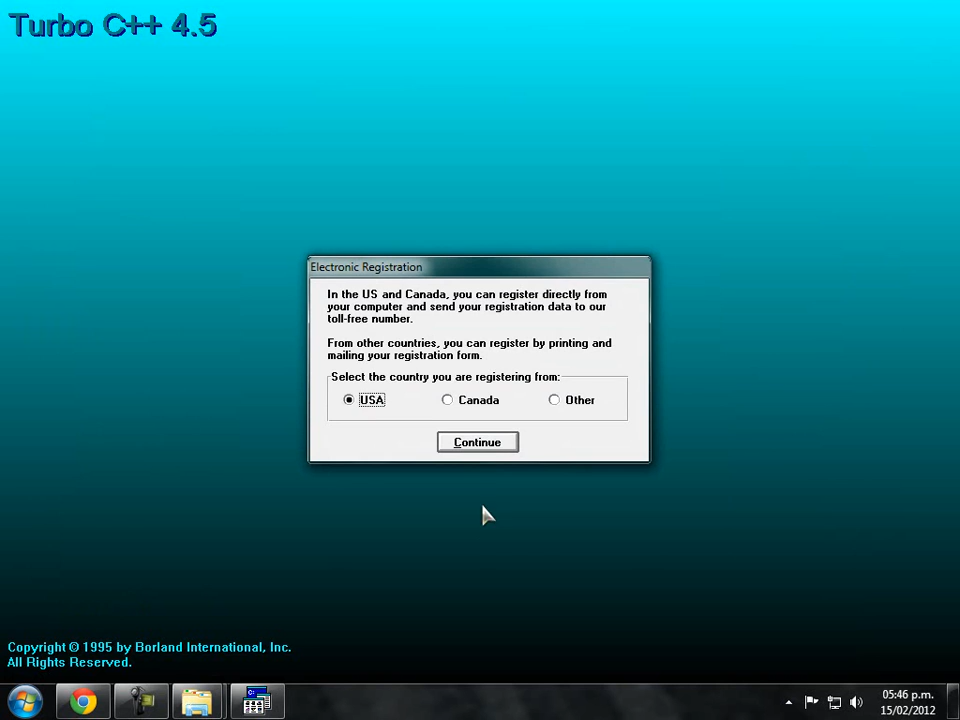 Turbo C++ 4.5
Electronic Registration
In the US and Canada, you can register directly from
your computer and send your registration data to our
toll-free number.
From other countries, you can register by printing and
mailing your registration form.
Select the country you are registering from:
USA Canada Other
Continue
Copyright © 1995 by Borland International, Inc.
All Rights Reserved.
05:46 p.m.
15/02/2012